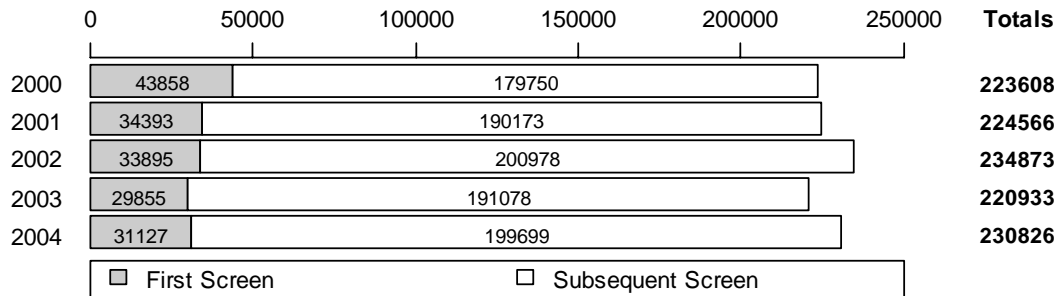 0 50000 100000 150000 200000 250000 Totals
2000 43858 179750 223608
2001 34393 190173 224566
2002 33895 200978 234873
2003 29855 191078 220933
2004 31127 199699 230826
First Screen Subsequent Screen